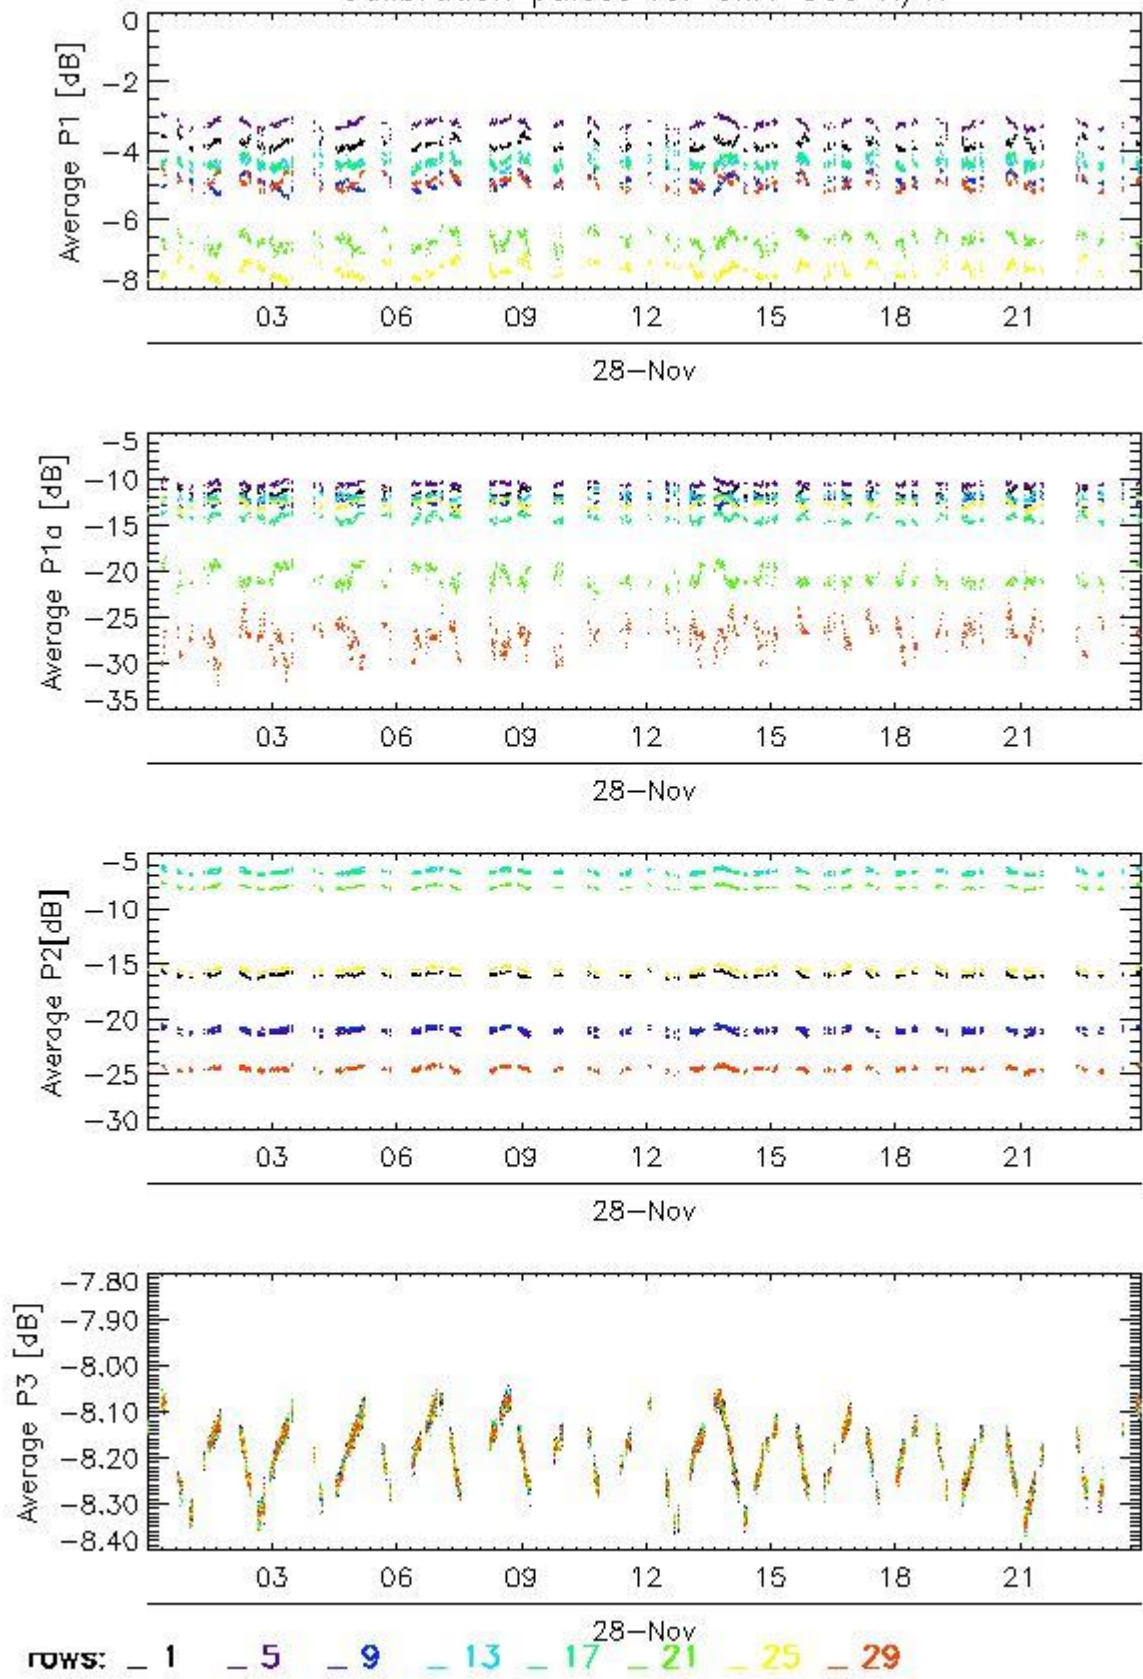 0
−2
−4
−6
−8
Average P1 [dB]
03 06 09 12 15 18 21
28−Nov
−5
−10
−15
−20
−25
−30
−35
Average P1a [dB]
03 06 09 12 15 18 21
28−Nov
−5
−10
−15
−20
−25
−30
Average P2[dB]
03 06 09 12 15 18 21
28−Nov
−7.80
−7.90
−8.00
−8.10
−8.20
−8.30
−8.40
Average P3 [dB]
03 06 09 12 15 18 21
28−Nov
rows: _ 1 _ 5 _ 9 _ 13 _ 17 _ 21 _ 25 _ 29